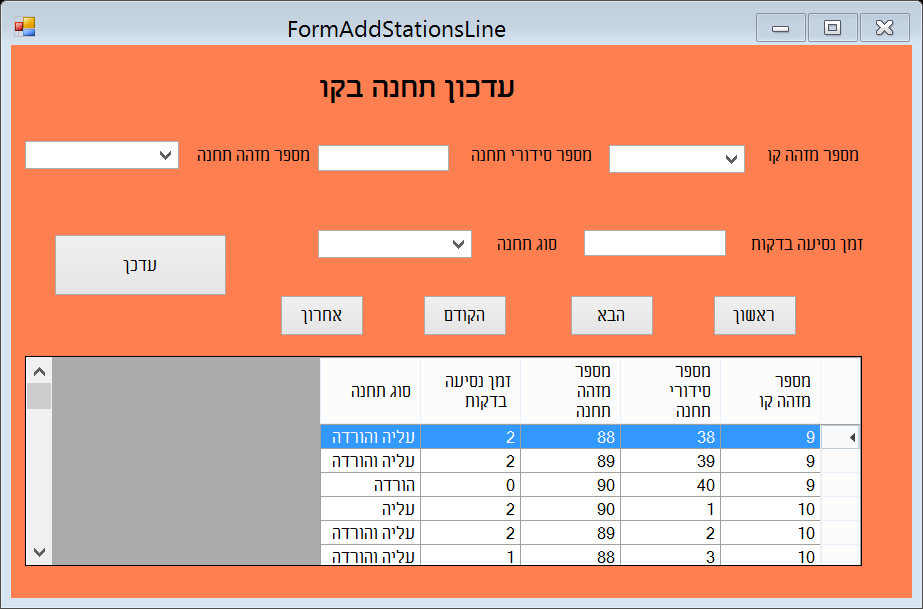 FormAddStationsLine
עדכון תחנה בקו
מספר מזהה קו
מספר סידורי תחנה
מספר מזהה תחנה
זמן נסיעה בדקות
סוג תחנה
עדכן
ראשון
הבא
הקודם
אחרון
מספר מזהה קו מספר סידורי תחנה מספר מזהה תחנה זמן נסיעה בדקות סוג תחנה
9 38 88 2 עליה והורדה
9 39 89 2 עליה והורדה
9 40 90 0 הורדה
10 1 90 2 עליה
10 2 89 2 עליה והורדה
10 3 88 1 עליה והורדה